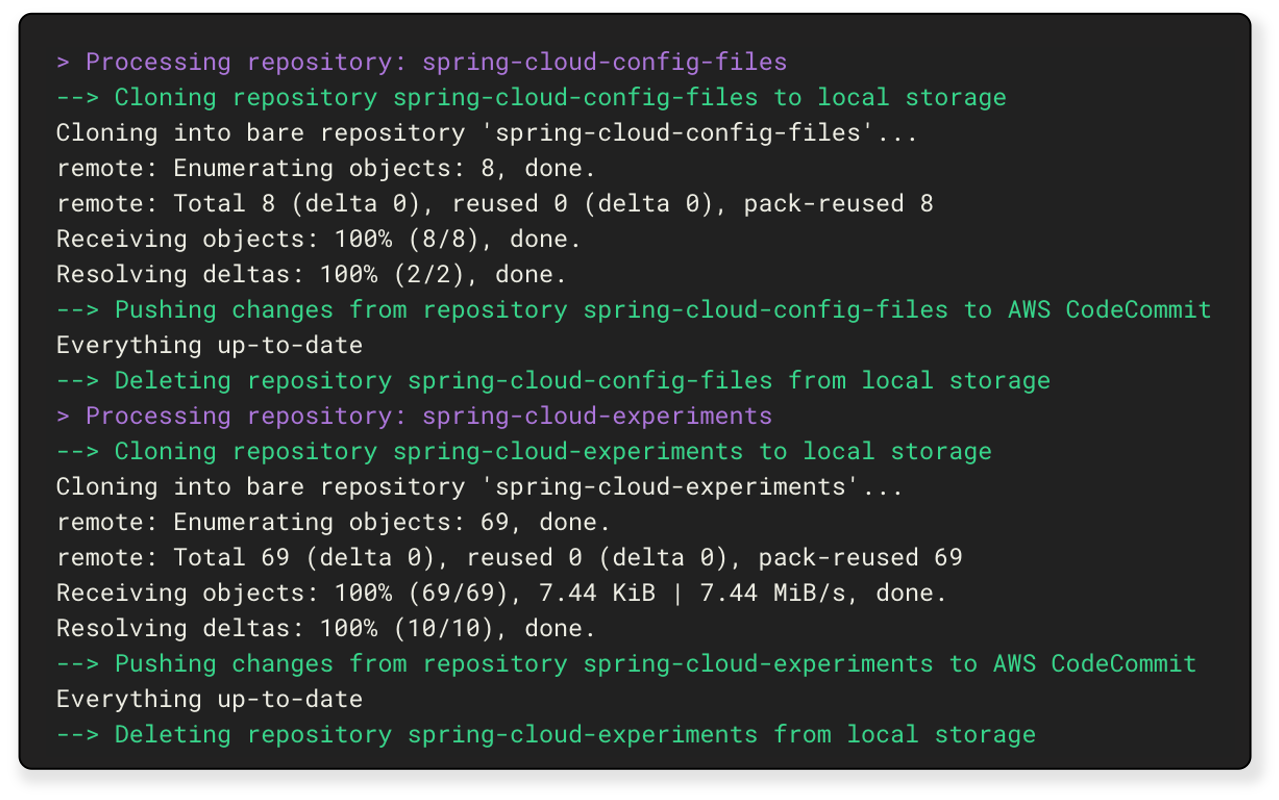 > Processing repository: spring-cloud-config-files
--> Cloning repository spring-cloud-config-files to local storage
Cloning into bare repository 'spring-cloud-config-files'...
remote: Enumerating objects: 8, done.
remote: Total 8 (delta 0), reused 0 (delta 0), pack-reused 8
Receiving objects: 100% (8/8), done.
Resolving deltas: 100% (2/2), done.
--> Pushing changes from repository spring-cloud-config-files to AWS CodeCommit
Everything up-to-date
--> Deleting repository spring-cloud-config-files from local storage
> Processing repository: spring-cloud-experiments
--> Cloning repository spring-cloud-experiments to local storage
Cloning into bare repository 'spring-cloud-experiments'...
remote: Enumerating objects: 69, done.
remote: Total 69 (delta 0), reused 0 (delta 0), pack-reused 69
Receiving objects: 100% (69/69), 7.44 KiB | 7.44 MiB/s, done.
Resolving deltas: 100% (10/10), done.
--> Pushing changes from repository spring-cloud-experiments to AWS CodeCommit
Everything up-to-date
--> Deleting repository spring-cloud-experiments from local storage